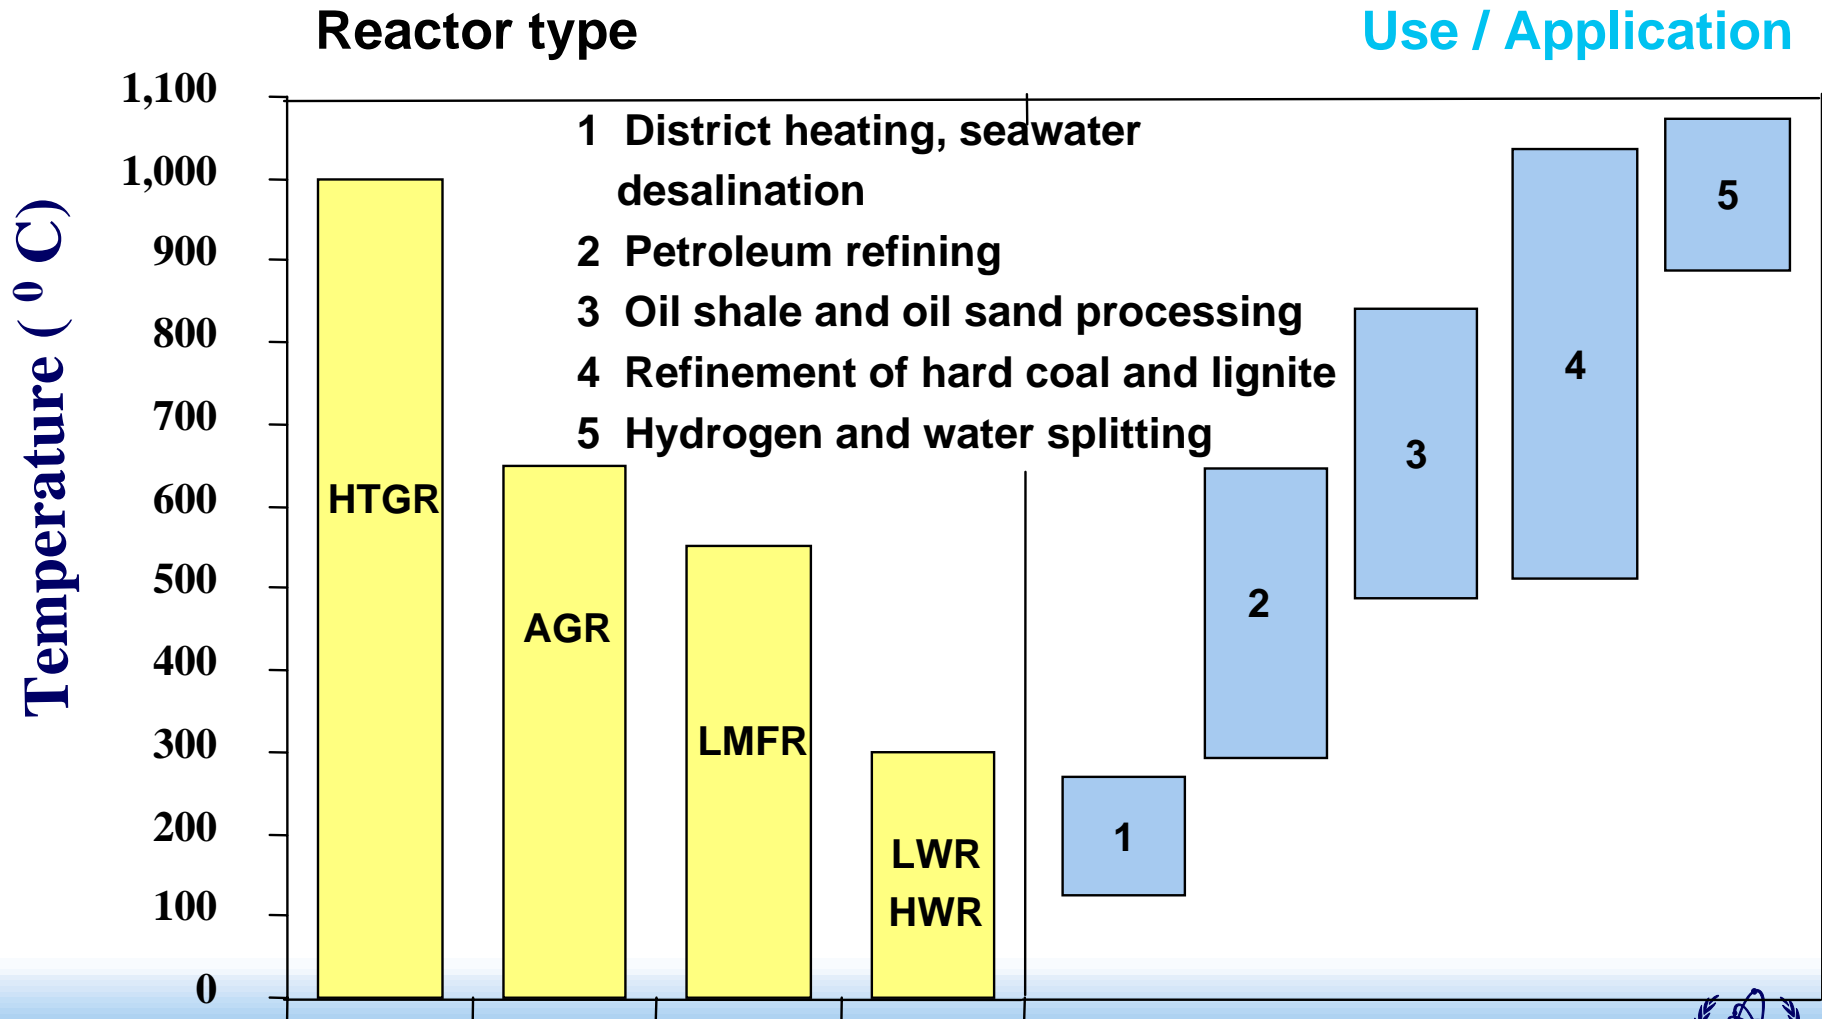 Reactor type
Use / Application
Temperature ( ⁰ C)
1,100
1,000
900
800
700
600
500
400
300
200
100
0
1 District heating, seawater
desalination
2 Petroleum refining
3 Oil shale and oil sand processing
4 Refinement of hard coal and lignite
5 Hydrogen and water splitting
HTGR
AGR
LMFR
LWR
HWR
1
2
3
4
5